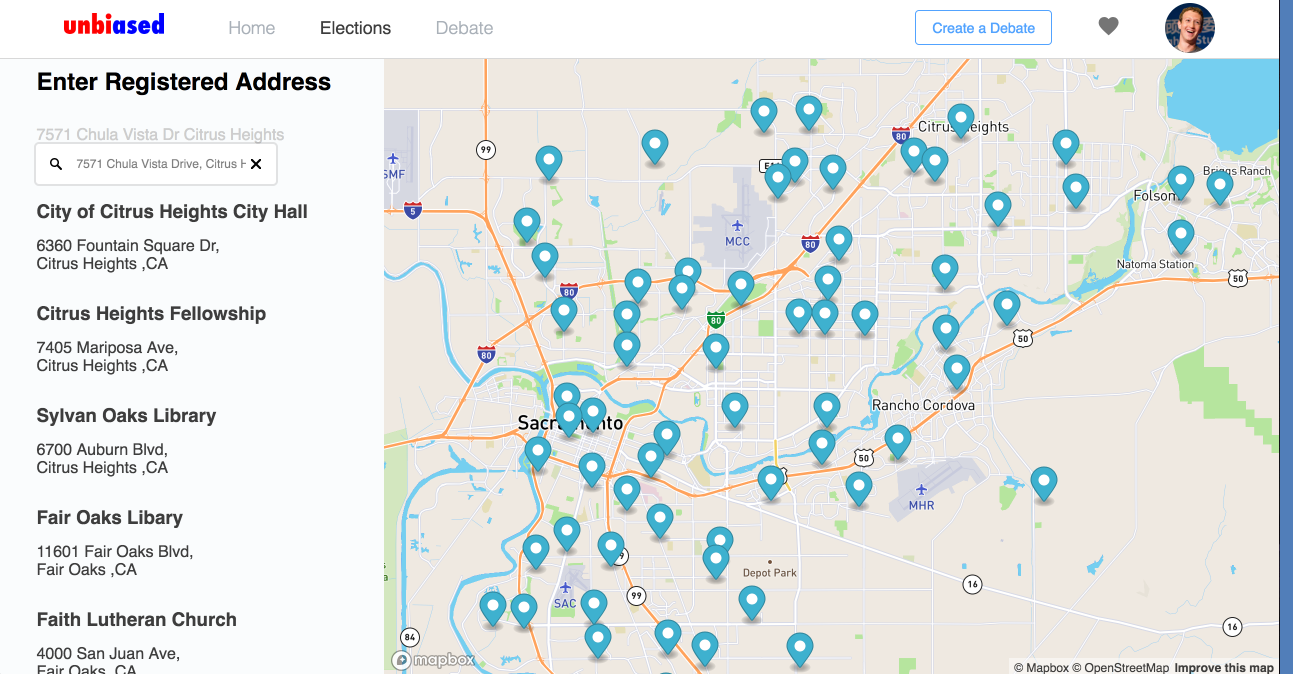 unbiased
Home
Elections
Debate
Create a Debate
Enter Registered Address
7571 Chula Vista Dr Citrus Heights
7571 Chula Vista Drive, Citrus H
City of Citrus Heights City Hall
6360 Fountain Square Dr,
Citrus Heights ,CA
Citrus Heights Fellowship
7405 Mariposa Ave,
Citrus Heights ,CA
Sylvan Oaks Library
6700 Auburn Blvd,
Citrus Heights ,CA
Fair Oaks Libary
11601 Fair Oaks Blvd,
Fair Oaks ,CA
Faith Lutheran Church
4000 San Juan Ave,
Fair Oaks ,CA
99
SMF
5
80
Citrus Heights
Briggs Ranch
Folsom
MCC
80
Natoma Station
50
80
80
80
50
Rancho Cordova
Sacramento
50
MHR
Depot Park
16
SAC
99
84
16
mapbox
© Mapbox © OpenStreetMap Improve this map